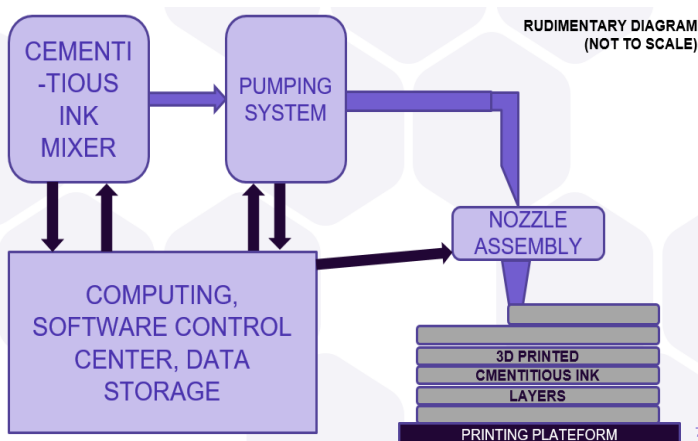 RUDIMENTARY DIAGRAM
(NOT TO SCALE)
CEMENTI
-TIOUS
INK
MIXER
PUMPING
SYSTEM
NOZZLE
ASSEMBLY
COMPUTING,
SOFTWARE CONTROL
CENTER, DATA
STORAGE
3D PRINTED
CMENTITIOUS INK
LAYERS
PRINTING PLATEFORM